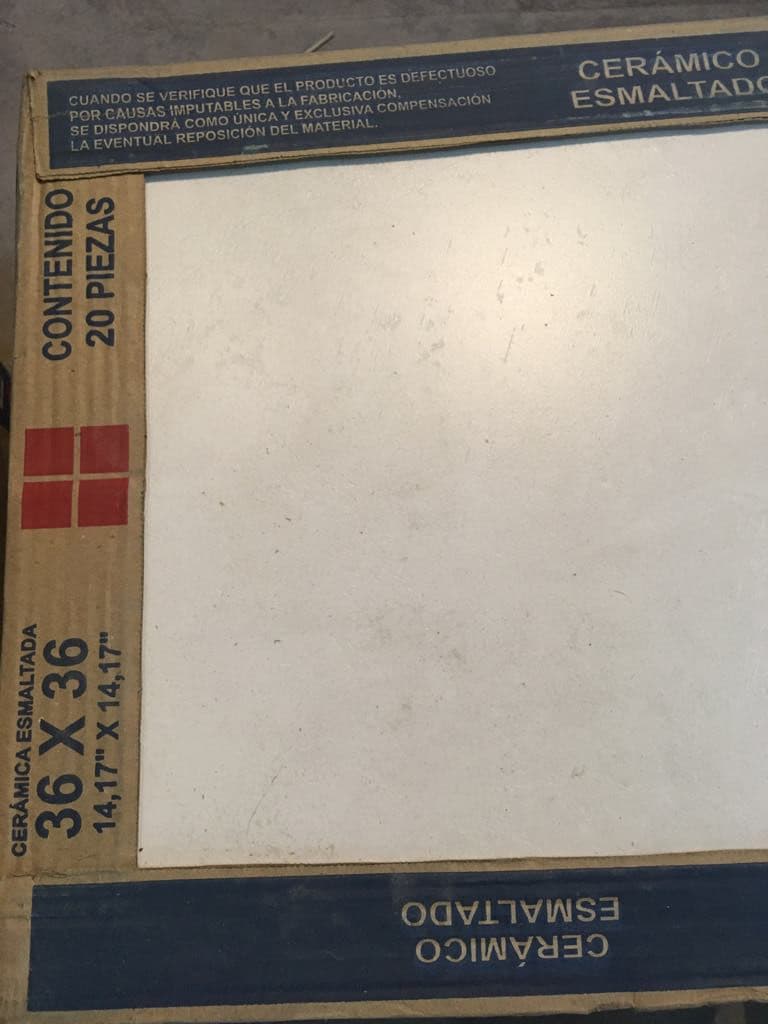 CUANDO SE VERIFIQUE QUE EL PRODUCTO ES DEFECTUOSO
POR CAUSAS IMPUTABLES A LA FABRICACIÓN,
SE DISPONDRÁ COMO ÚNICA Y EXCLUSIVA COMPENSACIÓN
LA EVENTUAL REPOSICIÓN DEL MATERIAL.
CERÁMICO
ESMALTADO
CONTENIDO
20 PIEZAS
CERÁMICA ESMALTADA
36 X 36
14,17" X 14,17"
CERÁMICO
ESMALTADO